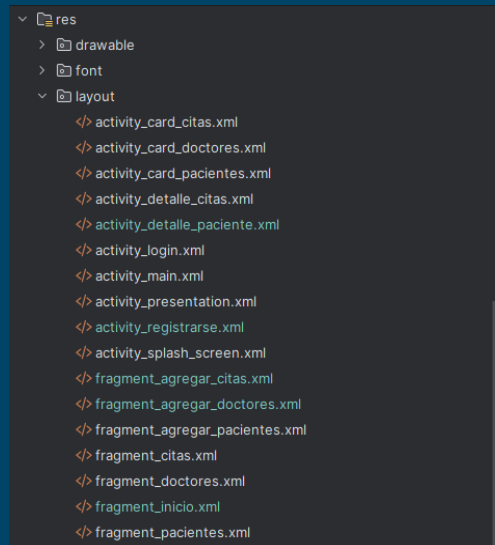 res
drawable
font
layout
activity_card_citas.xml
activity_card_doctores.xml
activity_card_pacientes.xml
activity_detalle_citas.xml
activity_detalle_paciente.xml
activity_login.xml
activity_main.xml
activity_presentation.xml
activity_registrarse.xml
activity_splash_screen.xml
fragment_agregar_citas.xml
fragment_agregar_doctores.xml
fragment_agregar_pacientes.xml
fragment_citas.xml
fragment_doctores.xml
fragment_inicio.xml
fragment_pacientes.xml